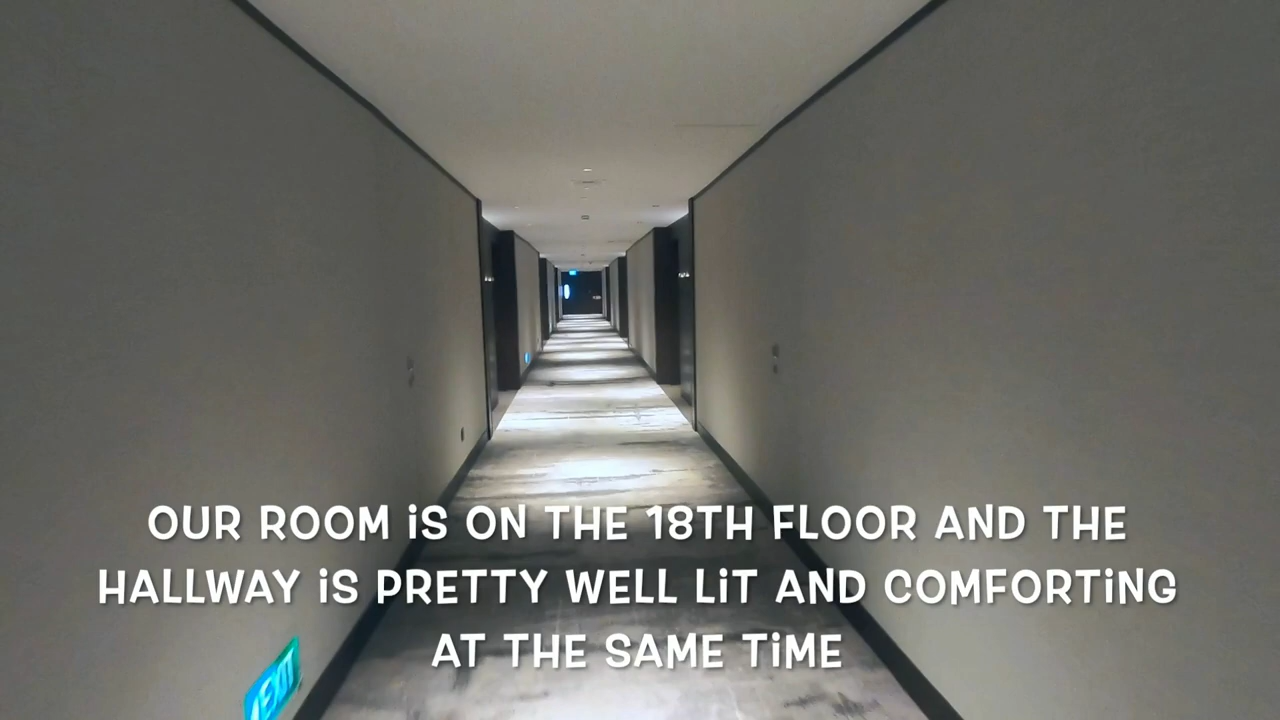 OUR ROOM iS ON THE 18TH FLOOR AND THE
HALLWAY iS PRETTY WELL LiT AND COMFORTiNG
AT THE SAME TiME
EXIT